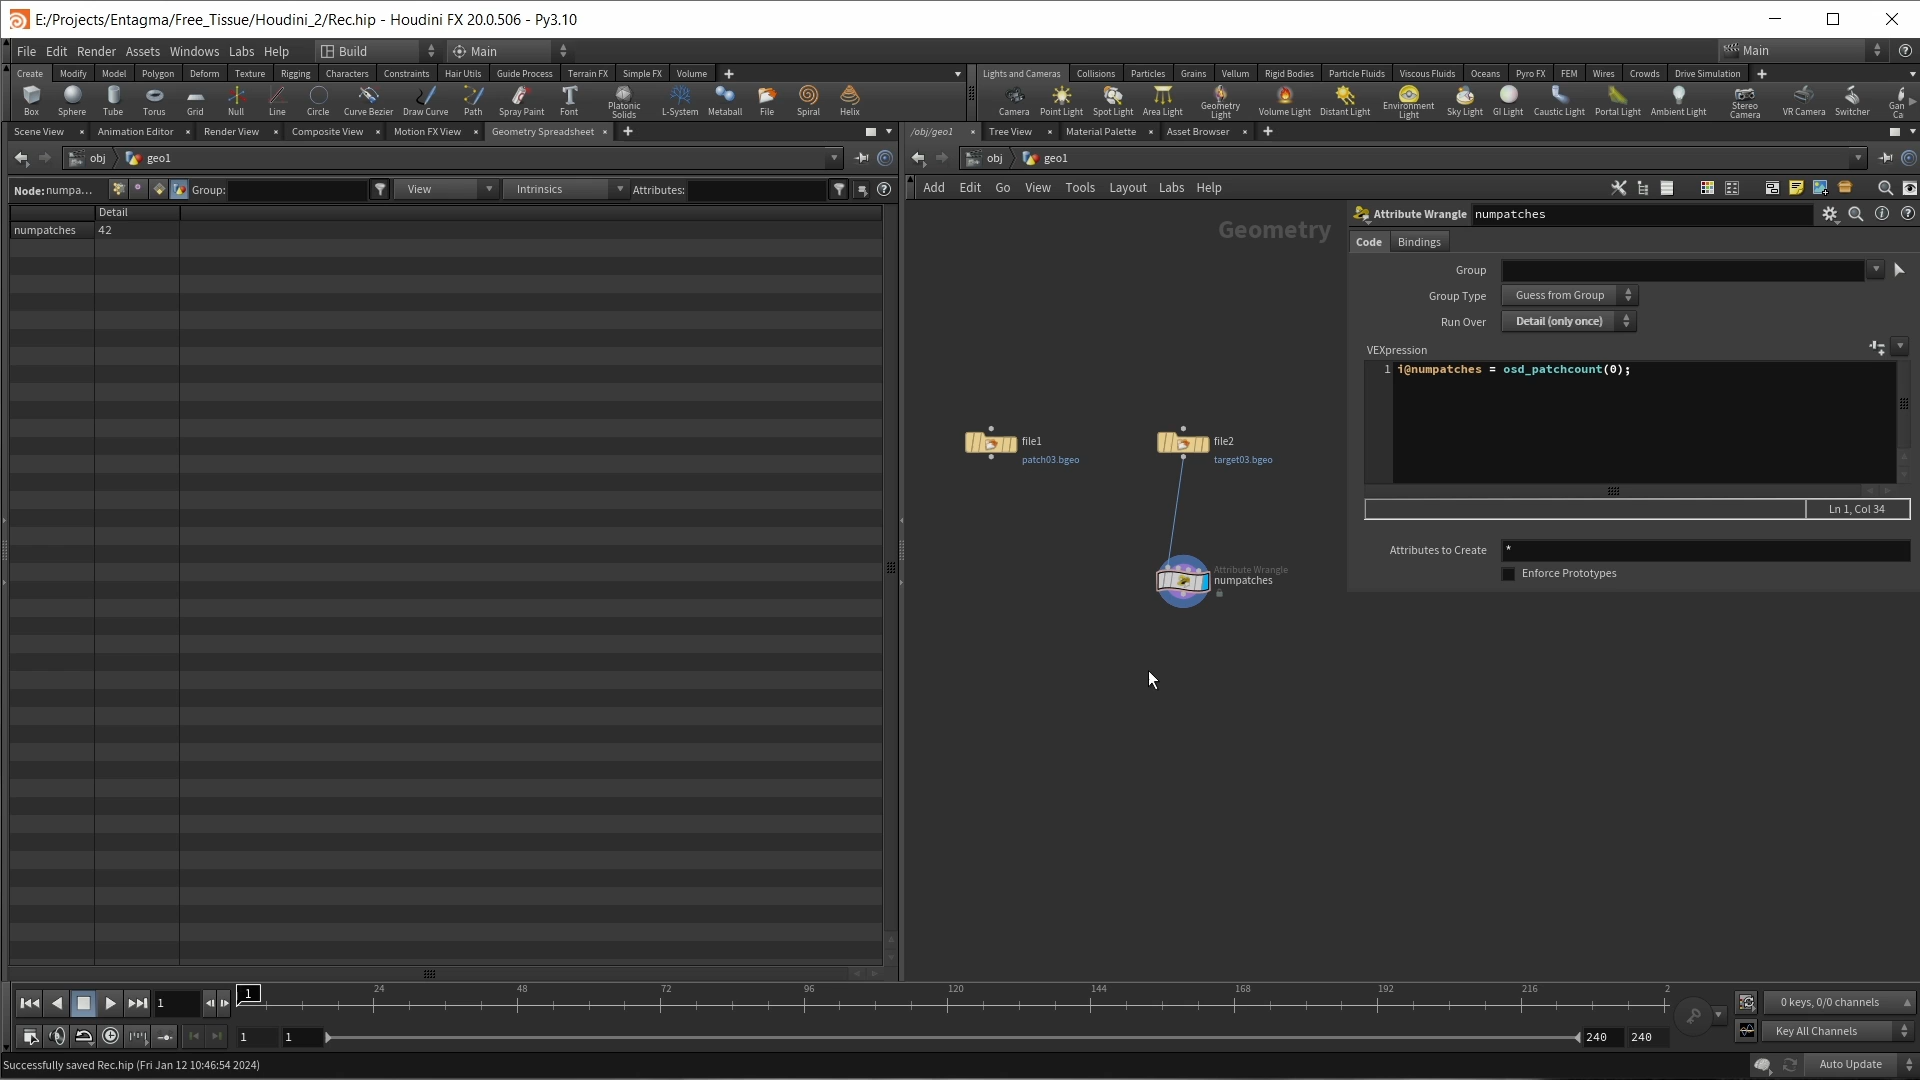 E:/Projects/Entagma/Free_Tissue/Houdini_2/Rec.hip - Houdini FX 20.0.506 - Py3.10
File Edit Render Assets Windows Labs Help Build Main Main
Create Modify Model Polygon Deform Texture Rigging Characters Constraints Hair Utils Guide Process Terrain FX Simple FX Volume
Lights and Cameras Collisions Particles Grains Vellum Rigid Bodies Particle Fluids Viscous Fluids Oceans Pyro FX FEM Wires Crowds Drive Simulation
Box Sphere Tube Torus Grid Null Line Circle Curve Bezier Draw Curve Path Spray Paint Font Platonic Solids L-System Metaball File Spiral Helix
Camera Point Light Spot Light Area Light Geometry Light Volume Light Distant Light Environment Light Sky Light GI Light Caustic Light Portal Light Ambient Light Stereo Camera VR Camera Switcher Gan Ca
Scene View Animation Editor Render View Composite View Motion FX View Geometry Spreadsheet
/obj/geo1 Tree View Material Palette Asset Browser
obj geo1
obj geo1
Node: numpa... Group: View Intrinsics Attributes:
Add Edit Go View Tools Layout Labs Help
Detail
numpatches 42
Geometry
Attribute Wrangle numpatches
Code Bindings
Group
Group Type Guess from Group
Run Over Detail (only once)
VEXpression
1 i@numpatches = osd_patchcount(0);
Ln 1, Col 34
Attributes to Create *
Enforce Prototypes
file1
patch03.bgeo
file2
target03.bgeo
Attribute Wrangle
numpatches
1 1 24 48 72 96 120 144 168 192 216 2
0 keys, 0/0 channels
1 1 240 240
Key All Channels
Successfully saved Rec.hip (Fri Jan 12 10:46:54 2024)
Auto Update